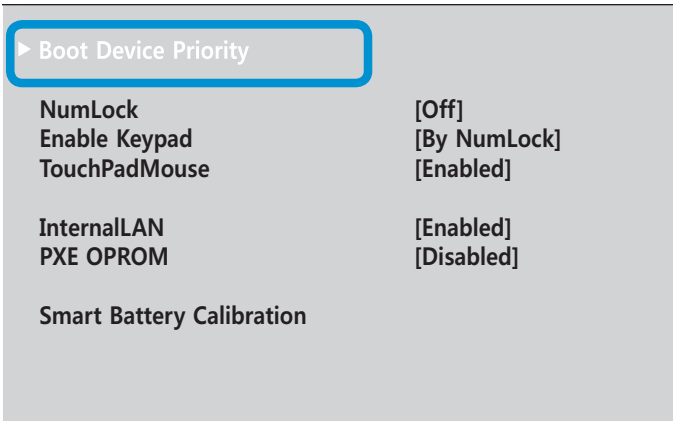 ▶ Boot Device Priority
NumLock [Off]
Enable Keypad [By NumLock]
TouchPadMouse [Enabled]
InternalLAN [Enabled]
PXE OPROM [Disabled]
Smart Battery Calibration